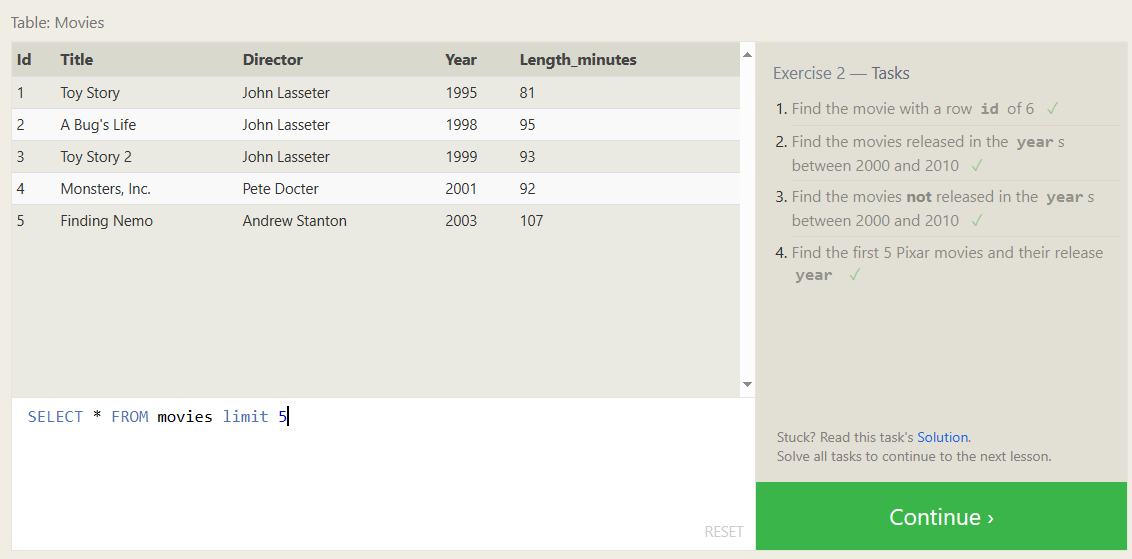 Table: Movies
Id Title Director Year Length_minutes
1 Toy Story John Lasseter 1995 81
2 A Bug's Life John Lasseter 1998 95
3 Toy Story 2 John Lasseter 1999 93
4 Monsters, Inc. Pete Docter 2001 92
5 Finding Nemo Andrew Stanton 2003 107
SELECT * FROM movies limit 5
RESET
Exercise 2 — Tasks
1. Find the movie with a row id of 6 ✓
2. Find the movies released in the year s
between 2000 and 2010 ✓
3. Find the movies not released in the year s
between 2000 and 2010 ✓
4. Find the first 5 Pixar movies and their release
year ✓
Stuck? Read this task's Solution.
Solve all tasks to continue to the next lesson.
Continue ›